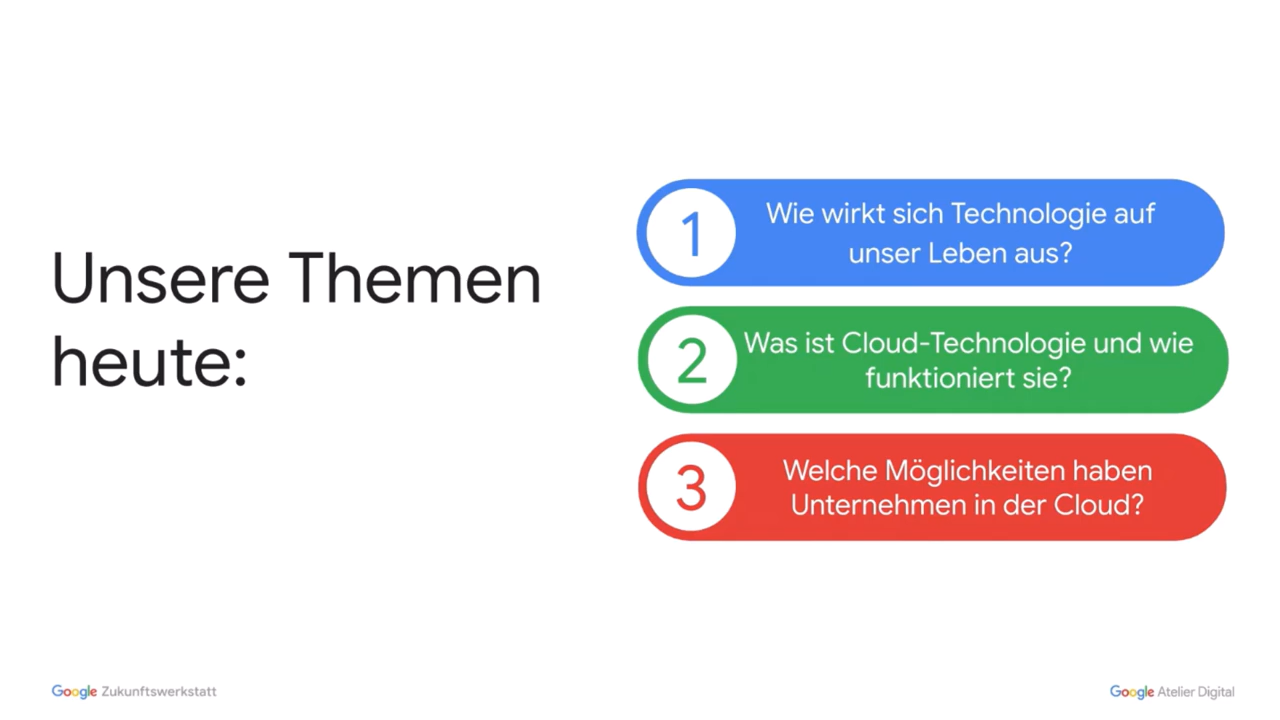 Unsere Themen
heute:
1
Wie wirkt sich Technologie auf
unser Leben aus?
2
Was ist Cloud-Technologie und wie
funktioniert sie?
3
Welche Möglichkeiten haben
Unternehmen in der Cloud?
Google Zukunftswerkstatt
Google Atelier Digital